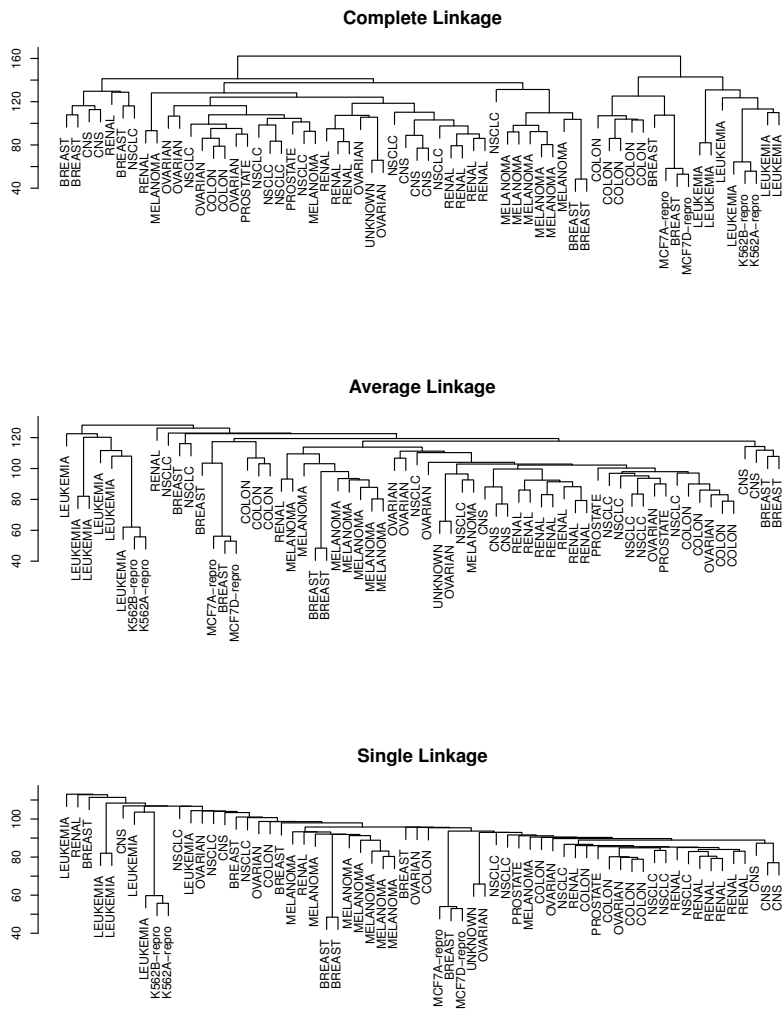 Complete Linkage
160
120
80
40
BREAST
BREAST
CNS
CNS
RENAL
BREAST
NSCLC
RENAL
MELANOMA
OVARIAN
OVARIAN
NSCLC
OVARIAN
COLON
COLON
OVARIAN
PROSTATE
NSCLC
NSCLC
NSCLC
PROSTATE
NSCLC
MELANOMA
RENAL
RENAL
RENAL
OVARIAN
UNKNOWN
OVARIAN
NSCLC
CNS
CNS
NSCLC
RENAL
RENAL
RENAL
RENAL
NSCLC
MELANOMA
MELANOMA
MELANOMA
MELANOMA
MELANOMA
MELANOMA
BREAST
BREAST
COLON
COLON
COLON
COLON
COLON
BREAST
MCF7A-repro
BREAST
MCF7D-repro
LEUKEMIA
LEUKEMIA
LEUKEMIA
LEUKEMIA
K562B-repro
K562A-repro
LEUKEMIA
LEUKEMIA
Average Linkage
120
100
80
60
40
LEUKEMIA
LEUKEMIA
LEUKEMIA
LEUKEMIA
LEUKEMIA
LEUKEMIA
K562B-repro
K562A-repro
RENAL
NSCLC
BREAST
NSCLC
BREAST
MCF7A-repro
BREAST
MCF7D-repro
COLON
COLON
COLON
RENAL
MELANOMA
MELANOMA
BREAST
BREAST
MELANOMA
MELANOMA
MELANOMA
MELANOMA
MELANOMA
OVARIAN
OVARIAN
NSCLC
OVARIAN
UNKNOWN
OVARIAN
NSCLC
MELANOMA
CNS
CNS
CNS
RENAL
RENAL
RENAL
RENAL
RENAL
RENAL
RENAL
PROSTATE
NSCLC
NSCLC
NSCLC
NSCLC
OVARIAN
PROSTATE
NSCLC
COLON
COLON
OVARIAN
COLON
COLON
CNS
CNS
BREAST
BREAST
Single Linkage
100
80
60
40
LEUKEMIA
RENAL
BREAST
LEUKEMIA
LEUKEMIA
CNS
LEUKEMIA
LEUKEMIA
K562B-repro
K562A-repro
NSCLC
LEUKEMIA
OVARIAN
NSCLC
CNS
BREAST
NSCLC
OVARIAN
COLON
BREAST
MELANOMA
RENAL
MELANOMA
BREAST
BREAST
MELANOMA
MELANOMA
MELANOMA
MELANOMA
MELANOMA
BREAST
OVARIAN
COLON
MCF7A-repro
BREAST
MCF7D-repro
UNKNOWN
OVARIAN
NSCLC
NSCLC
PROSTATE
MELANOMA
COLON
OVARIAN
NSCLC
RENAL
COLON
PROSTATE
COLON
OVARIAN
COLON
COLON
NSCLC
NSCLC
RENAL
NSCLC
RENAL
RENAL
RENAL
RENAL
RENAL
CNS
CNS
CNS